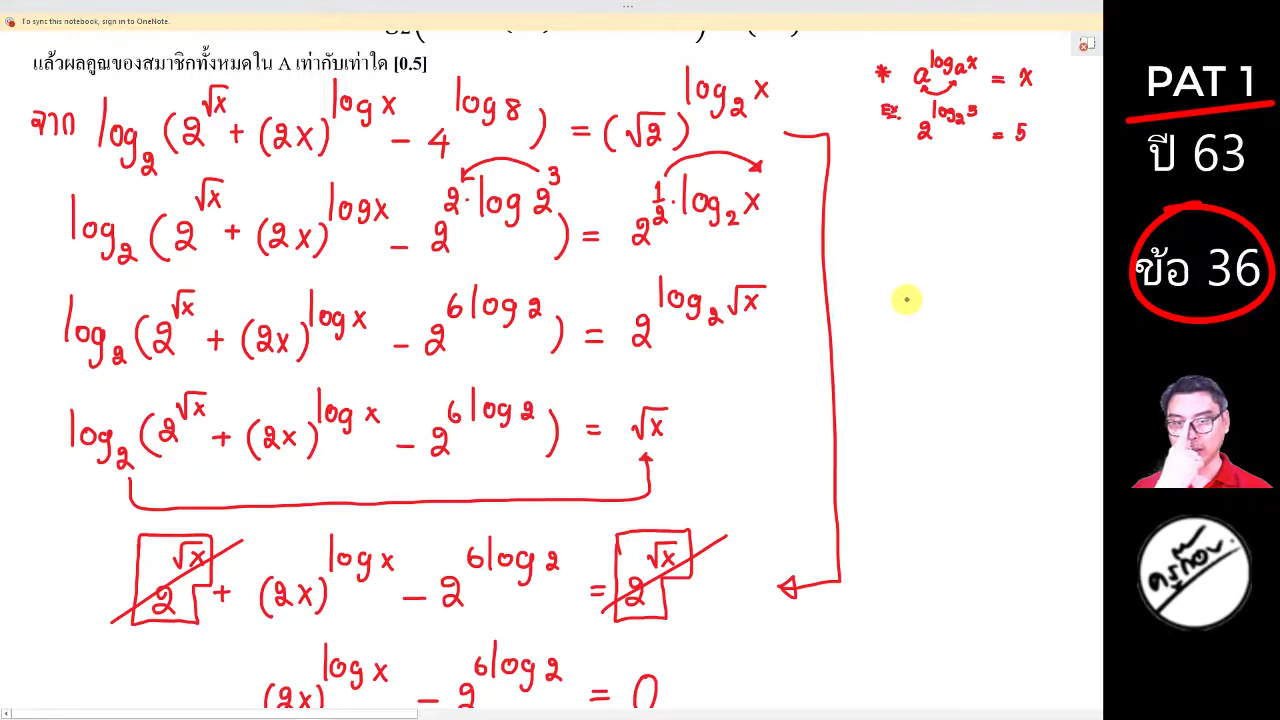 To sync this notebook, sign in to OneNote.
แล้วผลคูณของสมาชิกทั้งหมดใน A เท่ากับเท่าใด [0.5]
จาก log₂(2^√x + (2x)^log x − 4^log 8) = (√2)^log₂ x
log₂(2^√x + (2x)^log x − 2^2·log 2³) = 2^½·log₂ x
log₂(2^√x + (2x)^log x − 2^6 log 2) = 2^log₂ √x
log₂(2^√x + (2x)^log x − 2^6 log 2) = √x
2^√x + (2x)^log x − 2^6 log 2 = 2^√x
(2x)^log x − 2^6 log 2 = 0
* a^log_a x = x
Ex. 2^log₂ 5 = 5
PAT 1
ปี 63
ข้อ 36
ครูก้อง